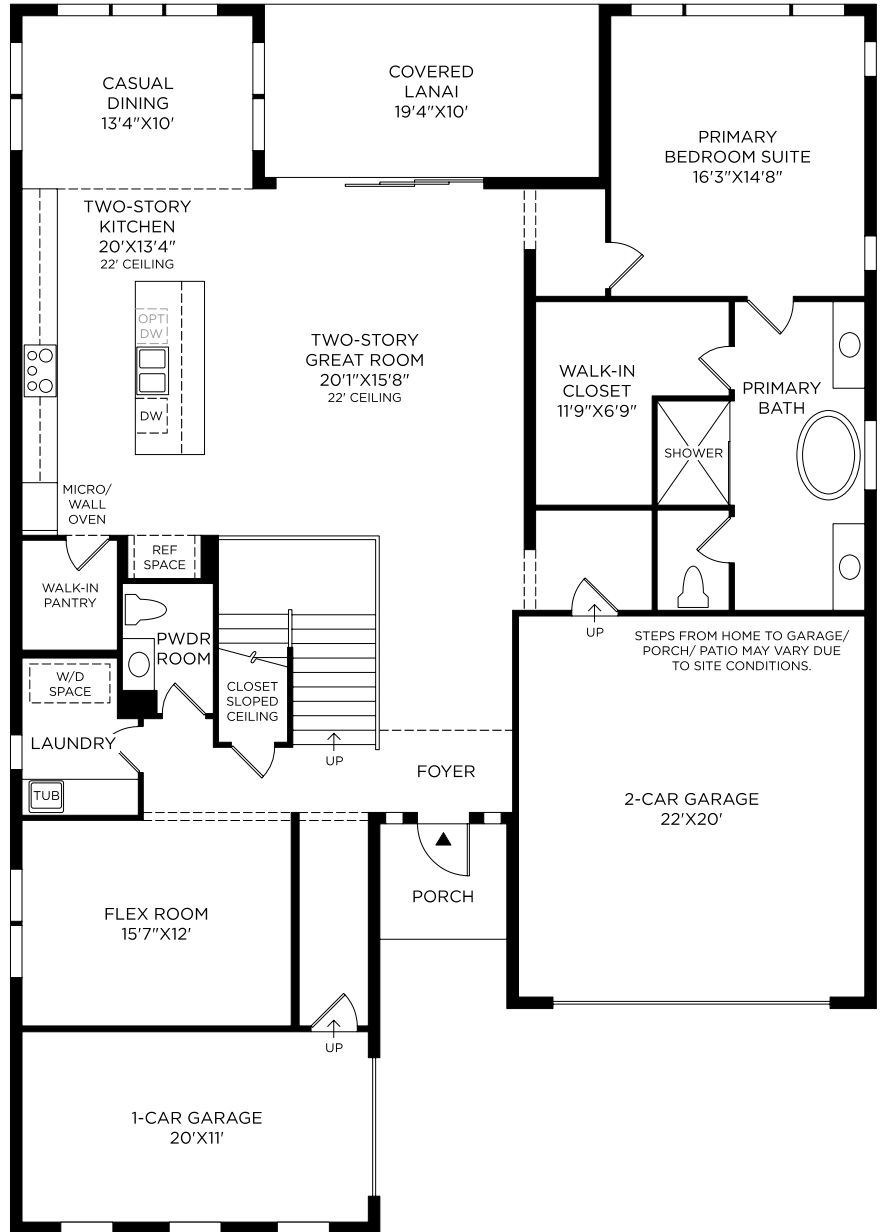 CASUAL
DINING
13'4"X10'
COVERED
LANAI
19'4"X10'
PRIMARY
BEDROOM SUITE
16'3"X14'8"
TWO-STORY
KITCHEN
20'X13'4"
22' CEILING
OPT
DW
DW
TWO-STORY
GREAT ROOM
20'1"X15'8"
22' CEILING
WALK-IN
CLOSET
11'9"X6'9"
PRIMARY
BATH
SHOWER
MICRO/
WALL
OVEN
REF
SPACE
WALK-IN
PANTRY
PWDR
ROOM
W/D
SPACE
CLOSET
SLOPED
CEILING
LAUNDRY
TUB
UP
FOYER
UP
STEPS FROM HOME TO GARAGE/
PORCH/ PATIO MAY VARY DUE
TO SITE CONDITIONS.
2-CAR GARAGE
22'X20'
PORCH
FLEX ROOM
15'7"X12'
UP
1-CAR GARAGE
20'X11'